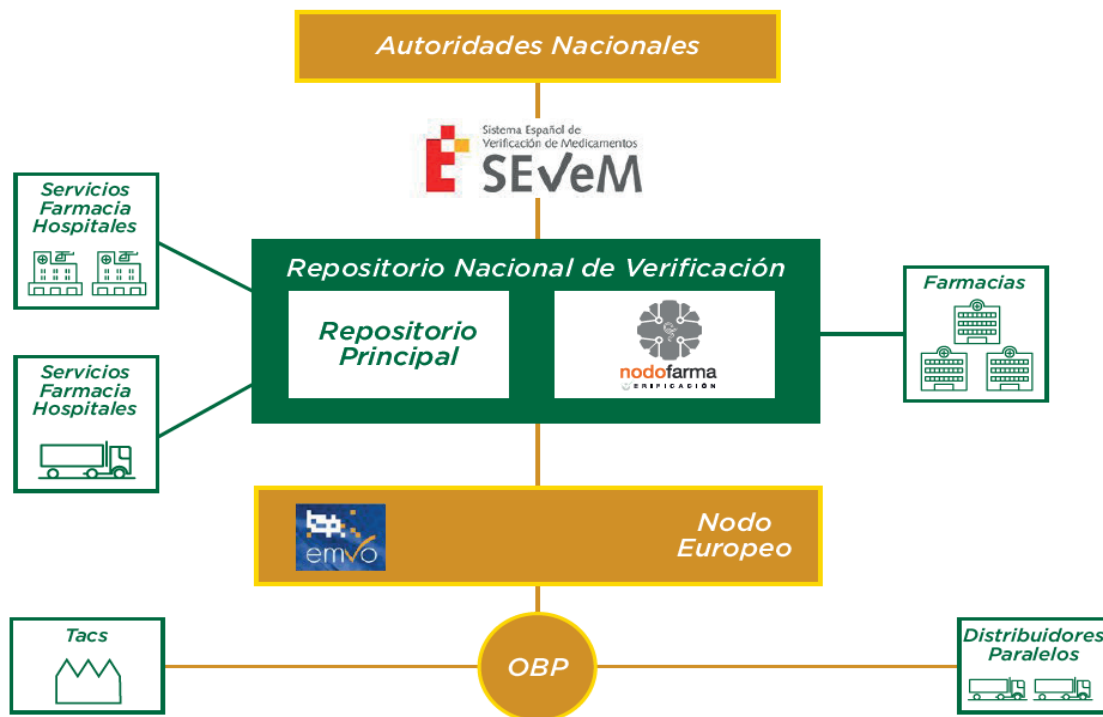 Autoridades Nacionales
Sistema Español de
Verificación de Medicamentos
SEVeM
Servicios
Farmacia
Hospitales
Repositorio Nacional de Verificación
Repositorio
Principal
nodofarma
VERIFICACIÓN
Farmacias
Servicios
Farmacia
Hospitales
emvo
Nodo
Europeo
Tacs
OBP
Distribuidores
Paralelos